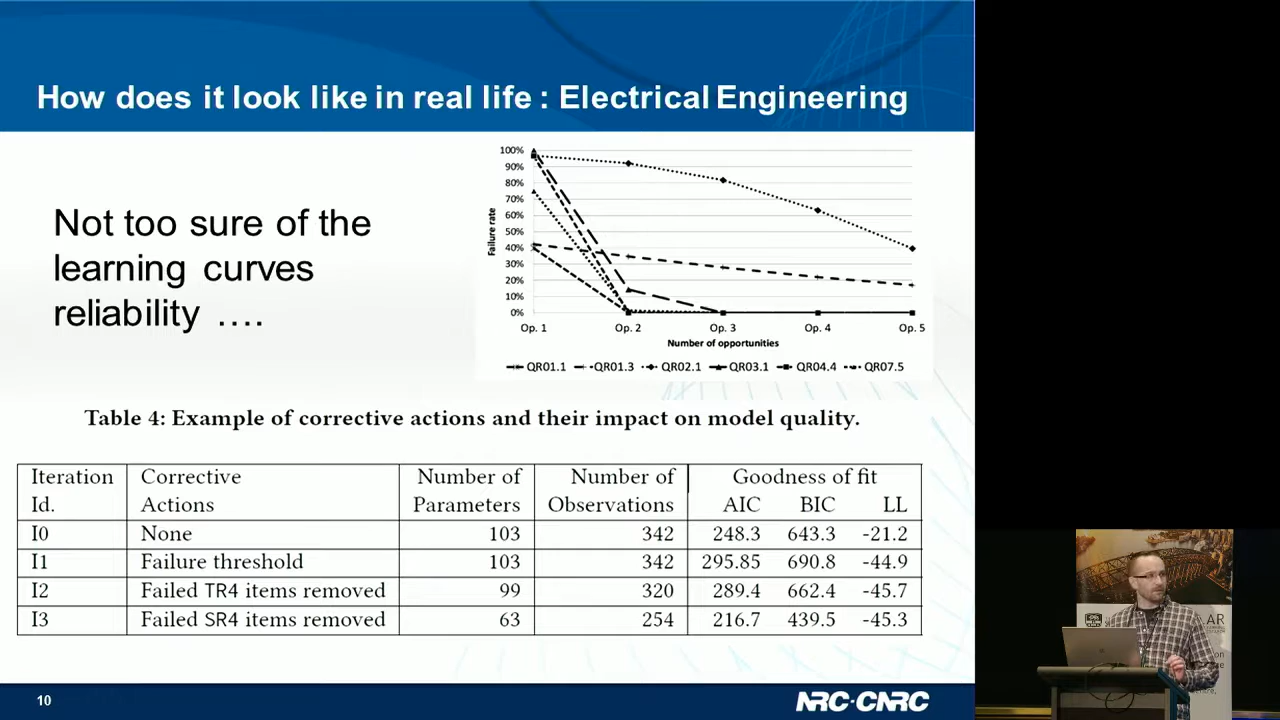 How does it look like in real life : Electrical Engineering
Not too sure of the
learning curves
reliability ....
100%
90%
80%
70%
60%
50%
40%
30%
20%
10%
0%
Failure rate
Op. 1 Op. 2 Op. 3 Op. 4 Op. 5
Number of opportunities
QR01.1 QR01.3 QR02.1 QR03.1 QR04.4 QR07.5
Table 4: Example of corrective actions and their impact on model quality.
Iteration Corrective Number of Number of Goodness of fit
Id. Actions Parameters Observations AIC BIC LL
I0 None 103 342 248.3 643.3 -21.2
I1 Failure threshold 103 342 295.85 690.8 -44.9
I2 Failed TR4 items removed 99 320 289.4 662.4 -45.7
I3 Failed SR4 items removed 63 254 216.7 439.5 -45.3
10
NRC·CNRC